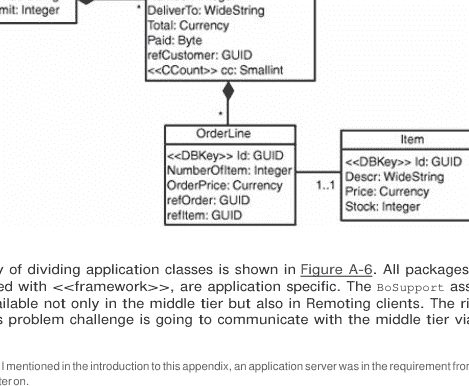 mit: Integer
DeliverTo: WideString
Total: Currency
Paid: Byte
refCustomer: GUID
<<CCount>> cc: Smallint
*
*
OrderLine
<<DBKey>> Id: GUID
NumberOfItem: Integer
OrderPrice: Currency
refOrder: GUID
refItem: GUID
1..1
Item
<<DBKey>> Id: GUID
Descr: WideString
Price: Currency
Stock: Integer
y of dividing application classes is shown in Figure A-6. All packages
ed with <<framework>>, are application specific. The BoSupport ass
ailable not only in the middle tier but also in Remoting clients. The ri
s problem challenge is going to communicate with the middle tier via
I mentioned in the introduction to this appendix, an application server was in the requirement from
ter on.